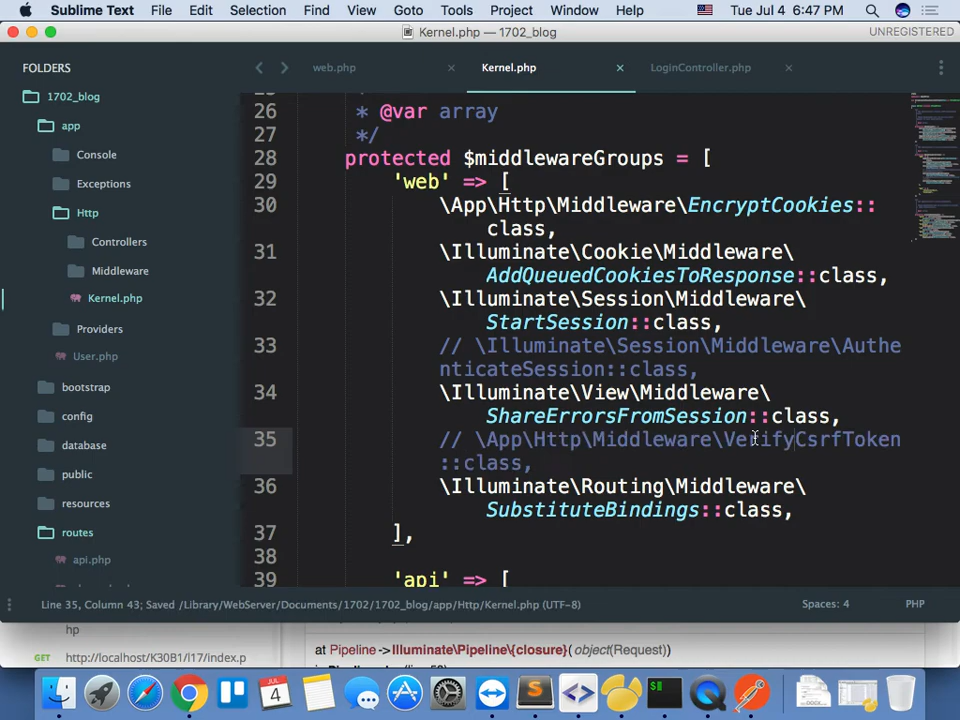 Sublime Text File Edit Selection Find View Goto Tools Project Window Help Tue Jul 4 6:47 PM
Kernel.php — 1702_blog UNREGISTERED
FOLDERS
1702_blog
app
Console
Exceptions
Http
Controllers
Middleware
Kernel.php
Providers
User.php
bootstrap
config
database
public
resources
routes
api.php
web.php
Kernel.php
LoginController.php
26 * @var array
27 */
28 protected $middlewareGroups = [
29 'web' => [
30 \App\Http\Middleware\EncryptCookies::
class,
31 \Illuminate\Cookie\Middleware\
AddQueuedCookiesToResponse::class,
32 \Illuminate\Session\Middleware\
StartSession::class,
33 // \Illuminate\Session\Middleware\Authe
nticateSession::class,
34 \Illuminate\View\Middleware\
ShareErrorsFromSession::class,
35 // \App\Http\Middleware\VerifyCsrfToken
::class,
36 \Illuminate\Routing\Middleware\
SubstituteBindings::class,
37 ],
38
39 'api' => [
Line 35, Column 43; Saved /Library/WebServer/Documents/1702/1702_blog/app/Http/Kernel.php (UTF-8) Spaces: 4 PHP
hp
GET http://localhost/K30B1/l17/index.p
at Pipeline->Illuminate\Pipeline\{closure}(object(Request))
JUL
4